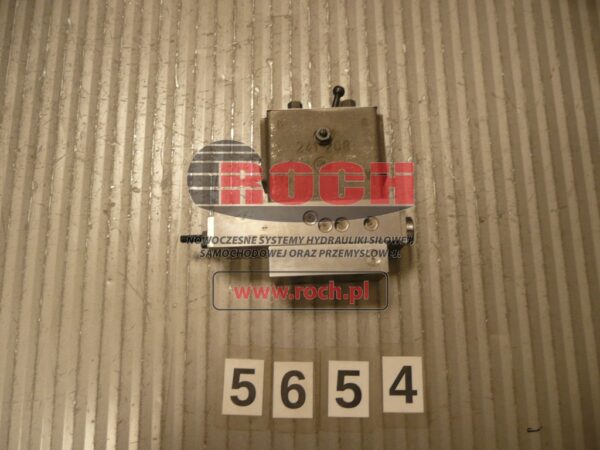 ROCH
NOWOCZESNE SYSTEMY HYDRAULIKI SIŁOWEJ,
SAMOCHODOWEJ ORAZ PRZEMYSŁOWEJ.
www.roch.pl
5654